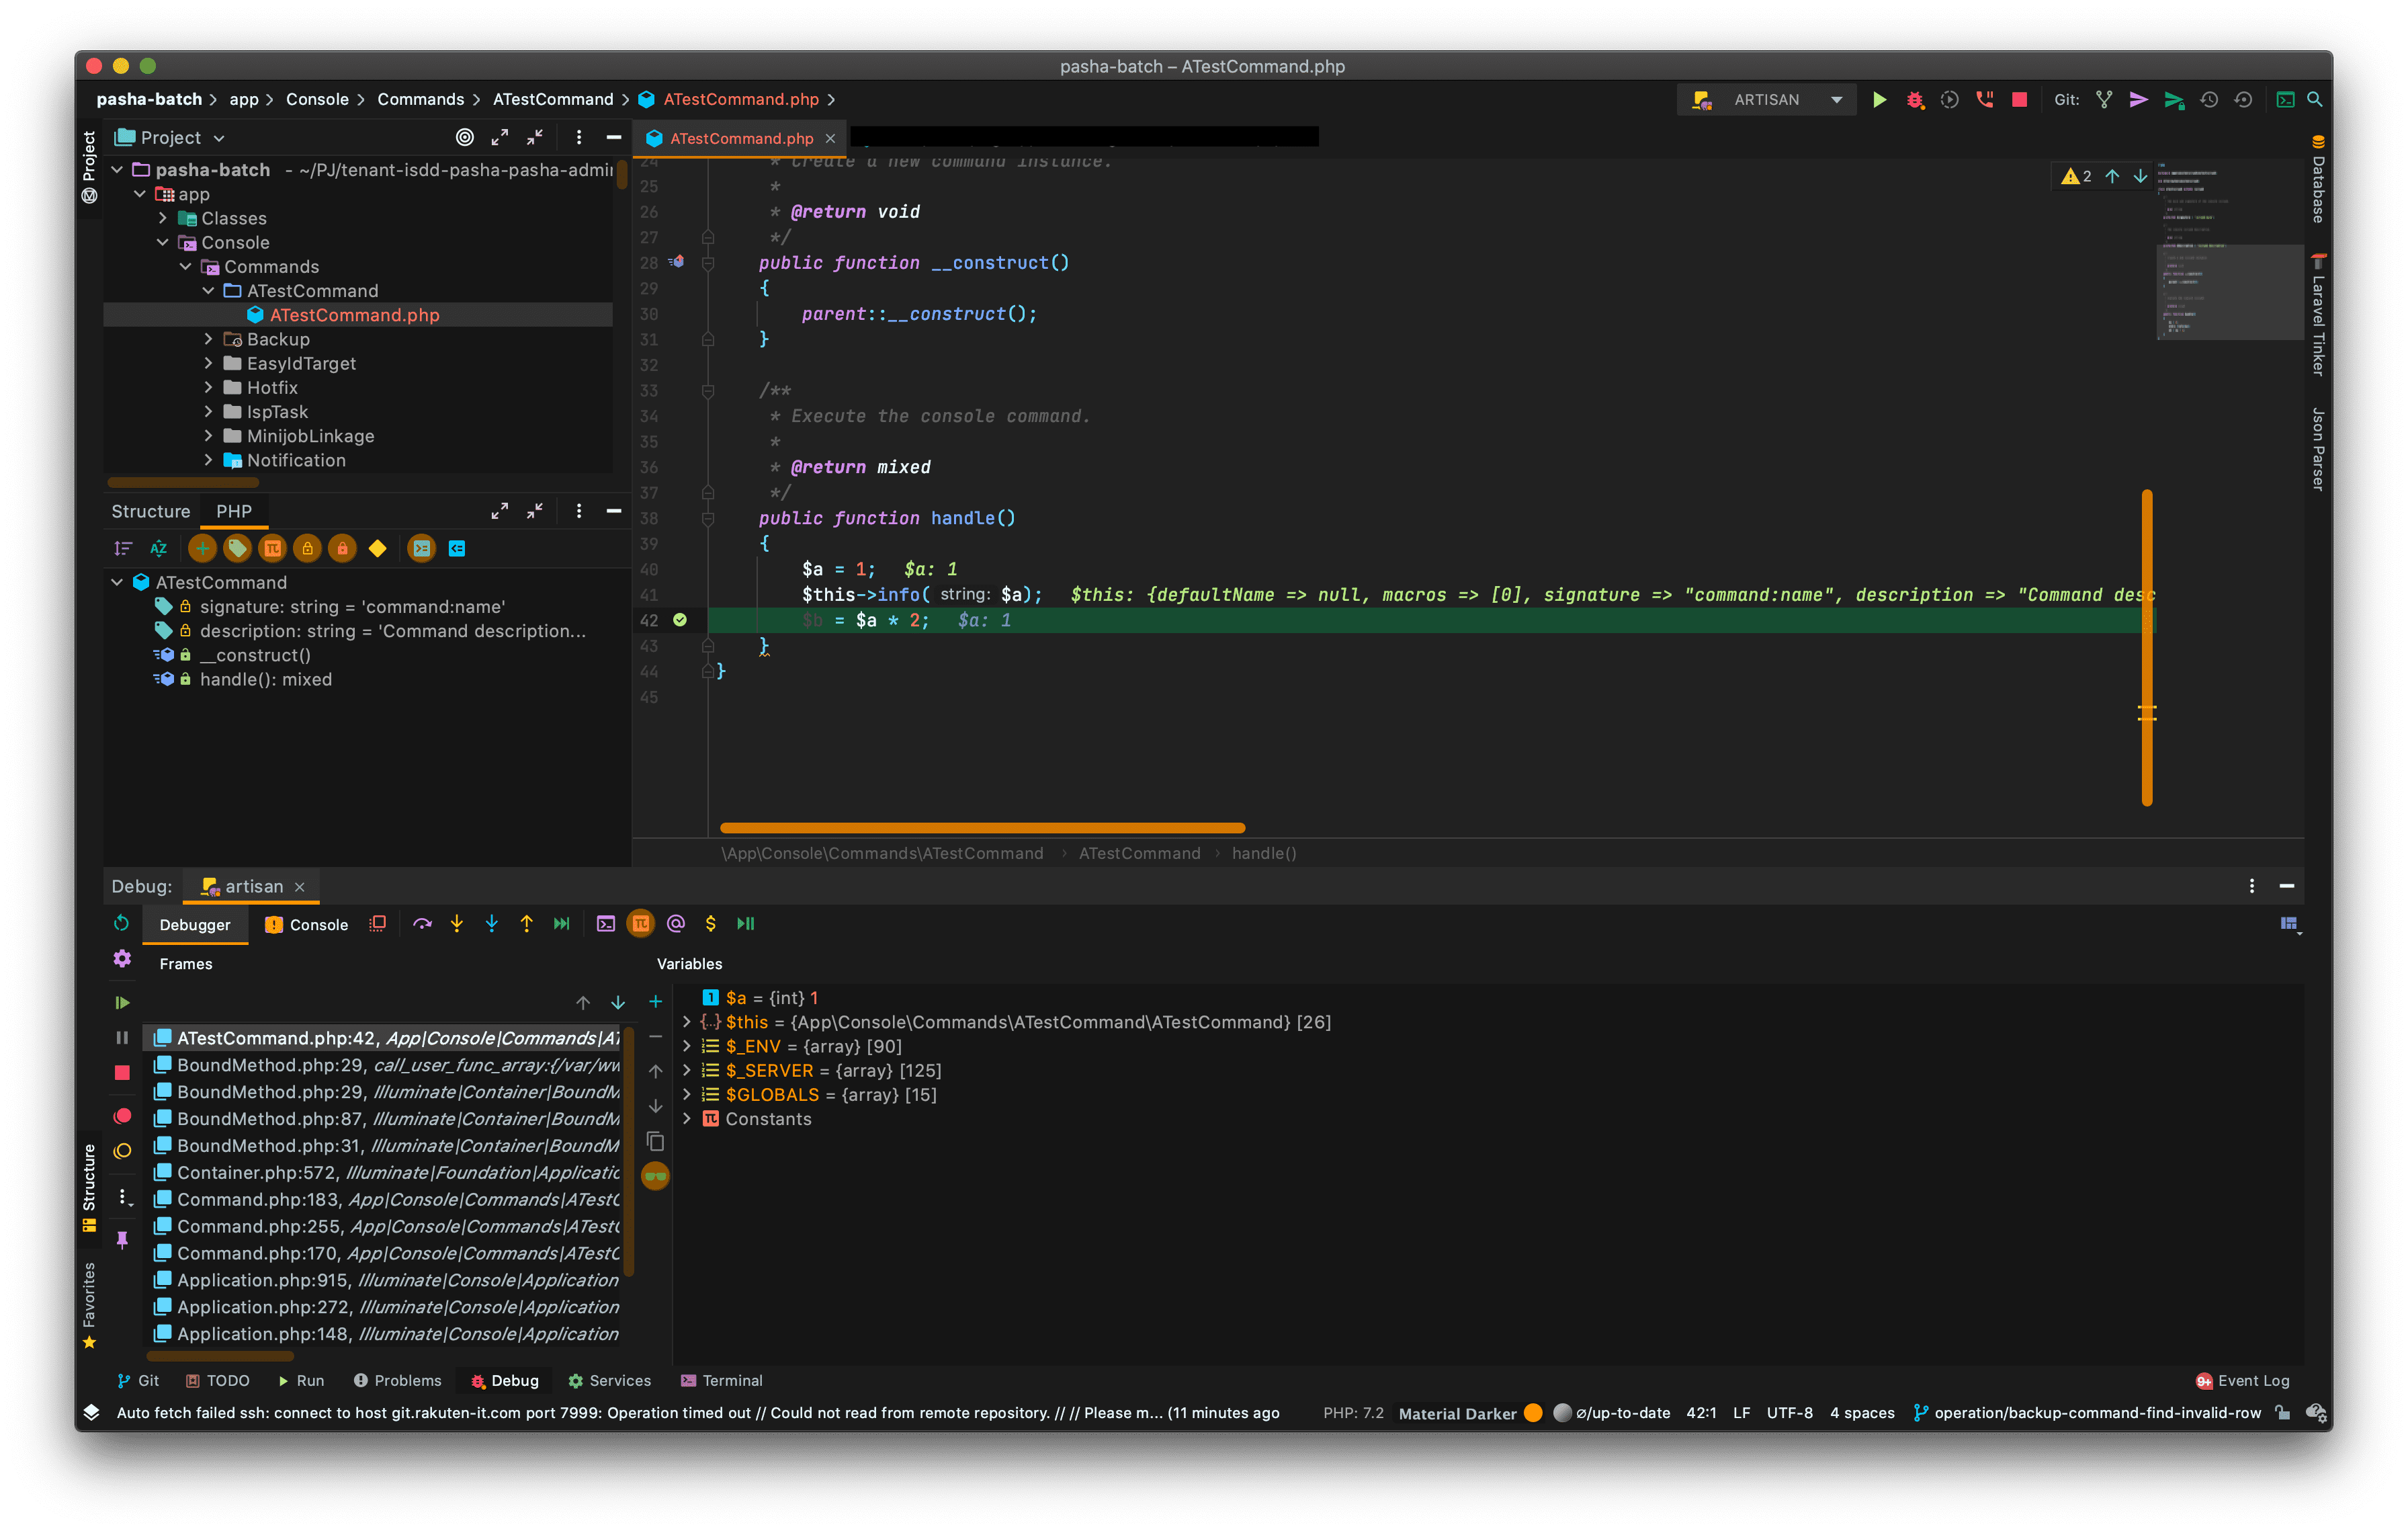 pasha-batch – ATestCommand.php
pasha-batch app Console Commands ATestCommand ATestCommand.php
ARTISAN Git:
Project
ATestCommand.php
pasha-batch - ~/PJ/tenant-isdd-pasha-pasha-admin
app
Classes
Console
Commands
ATestCommand
ATestCommand.php
Backup
EasyIdTarget
Hotfix
IspTask
MinijobLinkage
Notification
Project
Structure PHP
ATestCommand
signature: string = 'command:name'
description: string = 'Command description...
__construct()
handle(): mixed
24 * Create a new command instance.
25 *
26 * @return void
27 */
28 public function __construct()
29 {
30 parent::__construct();
31 }
32
33 /**
34 * Execute the console command.
35 *
36 * @return mixed
37 */
38 public function handle()
39 {
40 $a = 1; $a: 1
41 $this->info( string: $a); $this: {defaultName => null, macros => [0], signature => "command:name", description => "Command desc
42 $b = $a * 2; $a: 1
43 }
44 }
45
2
Database
Laravel Tinker
Json Parser
\App\Console\Commands\ATestCommand › ATestCommand › handle()
Debug: artisan
Debugger Console
Frames
ATestCommand.php:42, App|Console|Commands|AT
BoundMethod.php:29, call_user_func_array:{/var/ww
BoundMethod.php:29, Illuminate|Container|BoundM
BoundMethod.php:87, Illuminate|Container|BoundM
BoundMethod.php:31, Illuminate|Container|BoundM
Container.php:572, Illuminate|Foundation|Applicatio
Command.php:183, App|Console|Commands|ATestC
Command.php:255, App|Console|Commands|ATestC
Command.php:170, App|Console|Commands|ATestC
Application.php:915, Illuminate|Console|Application
Application.php:272, Illuminate|Console|Application
Application.php:148, Illuminate|Console|Application
Variables
$a = {int} 1
$this = {App\Console\Commands\ATestCommand\ATestCommand} [26]
$_ENV = {array} [90]
$_SERVER = {array} [125]
$GLOBALS = {array} [15]
Constants
Structure
Favorites
Git TODO Run Problems Debug Services Terminal
9+ Event Log
Auto fetch failed ssh: connect to host git.rakuten-it.com port 7999: Operation timed out // Could not read from remote repository. // // Please m... (11 minutes ago
PHP: 7.2 Material Darker ∅/up-to-date 42:1 LF UTF-8 4 spaces operation/backup-command-find-invalid-row